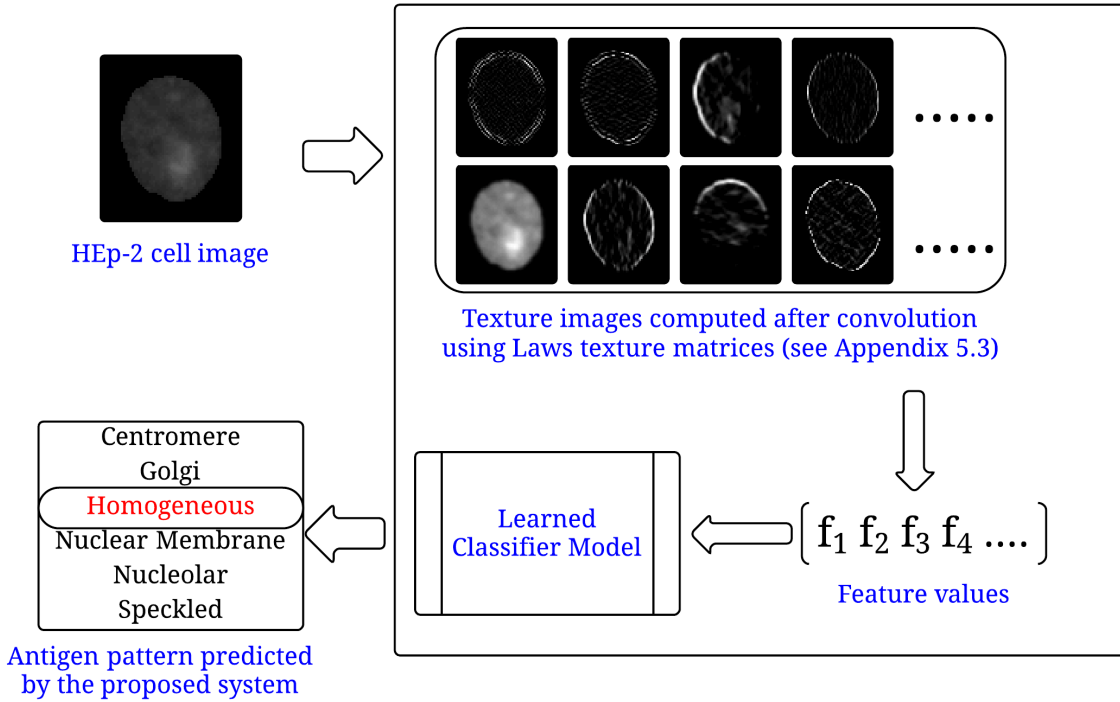 HEp-2 cell image
Texture images computed after convolution
using Laws texture matrices (see Appendix 5.3)
f1 f2 f3 f4 ....
Feature values
Learned
Classifier Model
Centromere
Golgi
Homogeneous
Nuclear Membrane
Nucleolar
Speckled
Antigen pattern predicted
by the proposed system